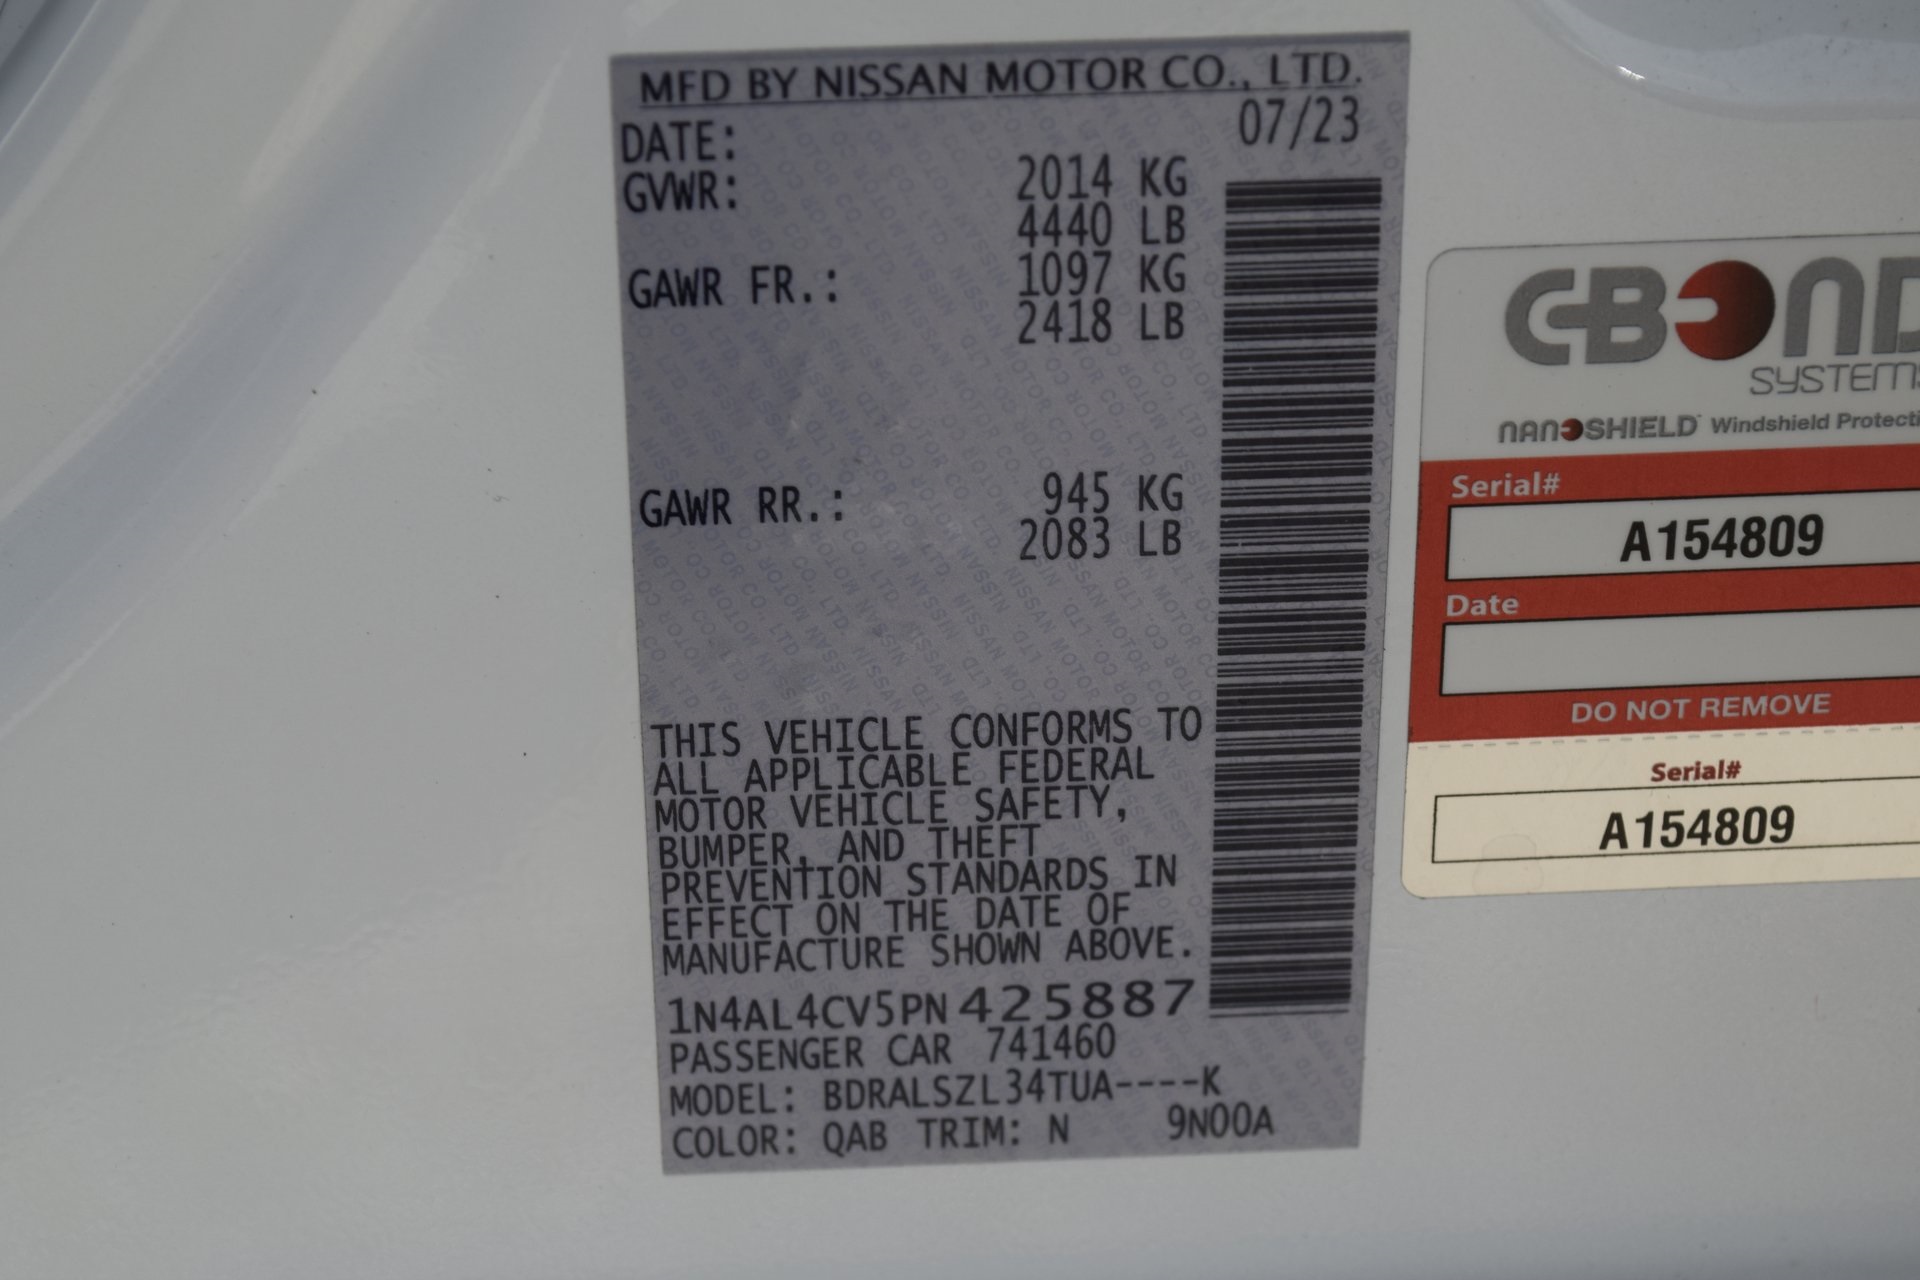 MFD BY NISSAN MOTOR CO., LTD.
DATE: 07/23
GVWR: 2014 KG
4440 LB
GAWR FR.: 1097 KG
2418 LB
GAWR RR.: 945 KG
2083 LB
THIS VEHICLE CONFORMS TO
ALL APPLICABLE FEDERAL
MOTOR VEHICLE SAFETY,
BUMPER, AND THEFT
PREVENTION STANDARDS IN
EFFECT ON THE DATE OF
MANUFACTURE SHOWN ABOVE.
1N4AL4CV5PN425887
PASSENGER CAR 741460
MODEL: BDRALSZL34TUA----K
COLOR: QAB TRIM: N 9N00A
CBOND
SYSTEMS
NANOSHIELD™ Windshield Protecti
Serial#
A154809
Date
DO NOT REMOVE
Serial#
A154809